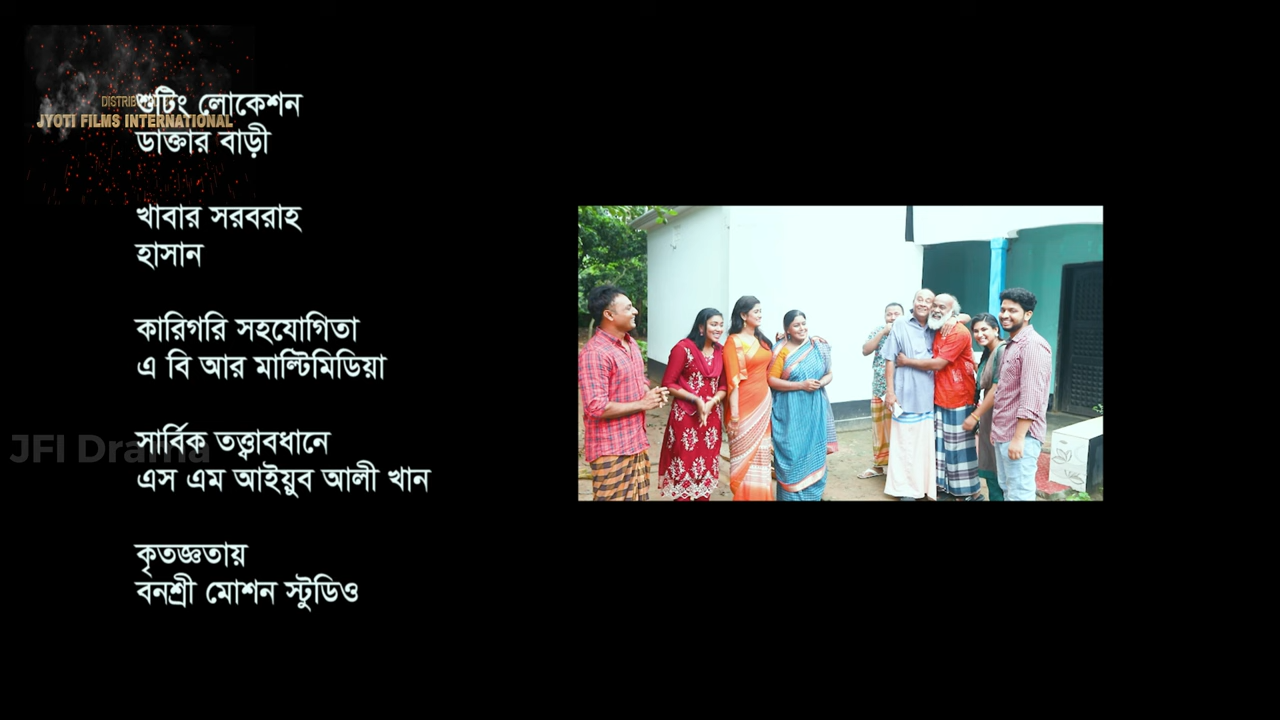 DISTRIB
JYOTI FILMS INTERNATIONAL
শুটিং লোকেশন
ডাক্তার বাড়ী
খাবার সরবরাহ
হাসান
কারিগরি সহযোগিতা
এ বি আর মাল্টিমিডিয়া
JFI Drama
সার্বিক তত্ত্বাবধানে
এস এম আইয়ুব আলী খান
কৃতজ্ঞতায়
বনশ্রী মোশন স্টুডিও